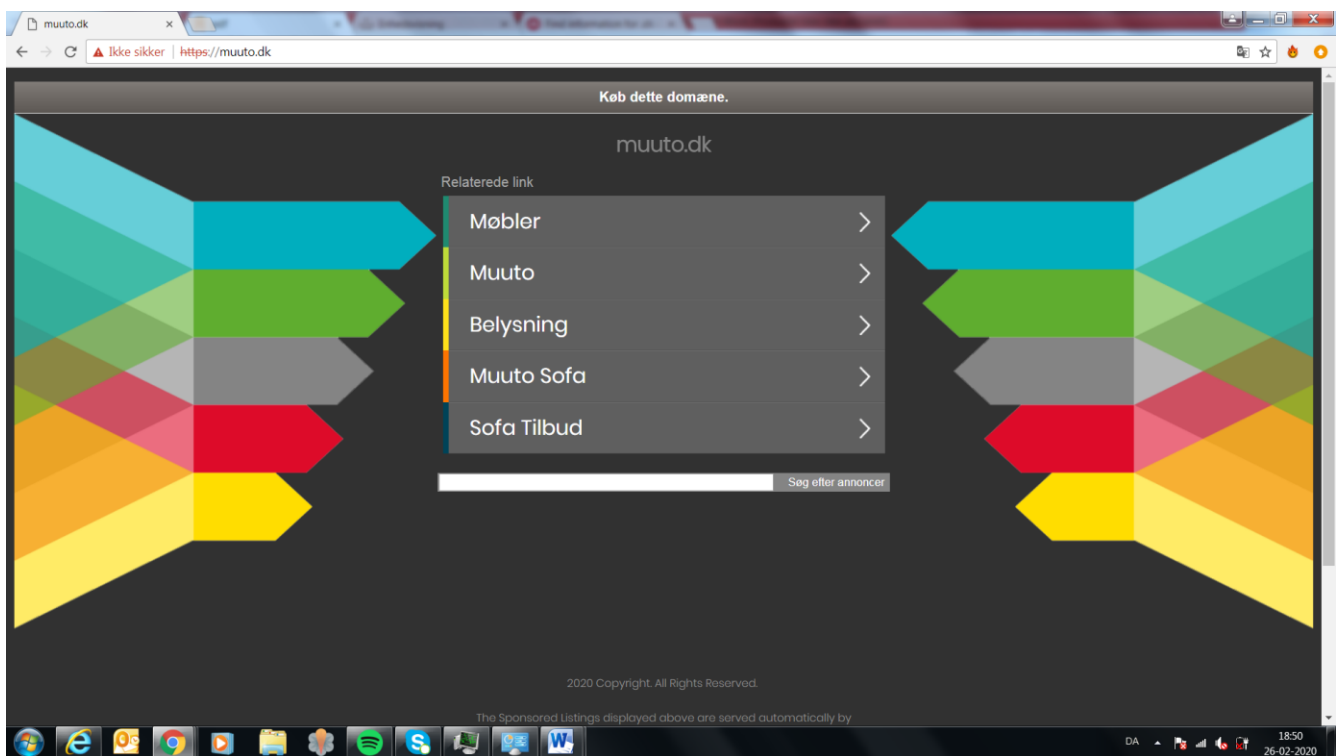 muuto.dk
Ikke sikker | https://muuto.dk
Køb dette domæne.
muuto.dk
Relaterede link
Møbler
Muuto
Belysning
Muuto Sofa
Sofa Tilbud
Søg efter annoncer
2020 Copyright. All Rights Reserved.
The Sponsored Listings displayed above are served automatically by
DA
18:50
26-02-2020